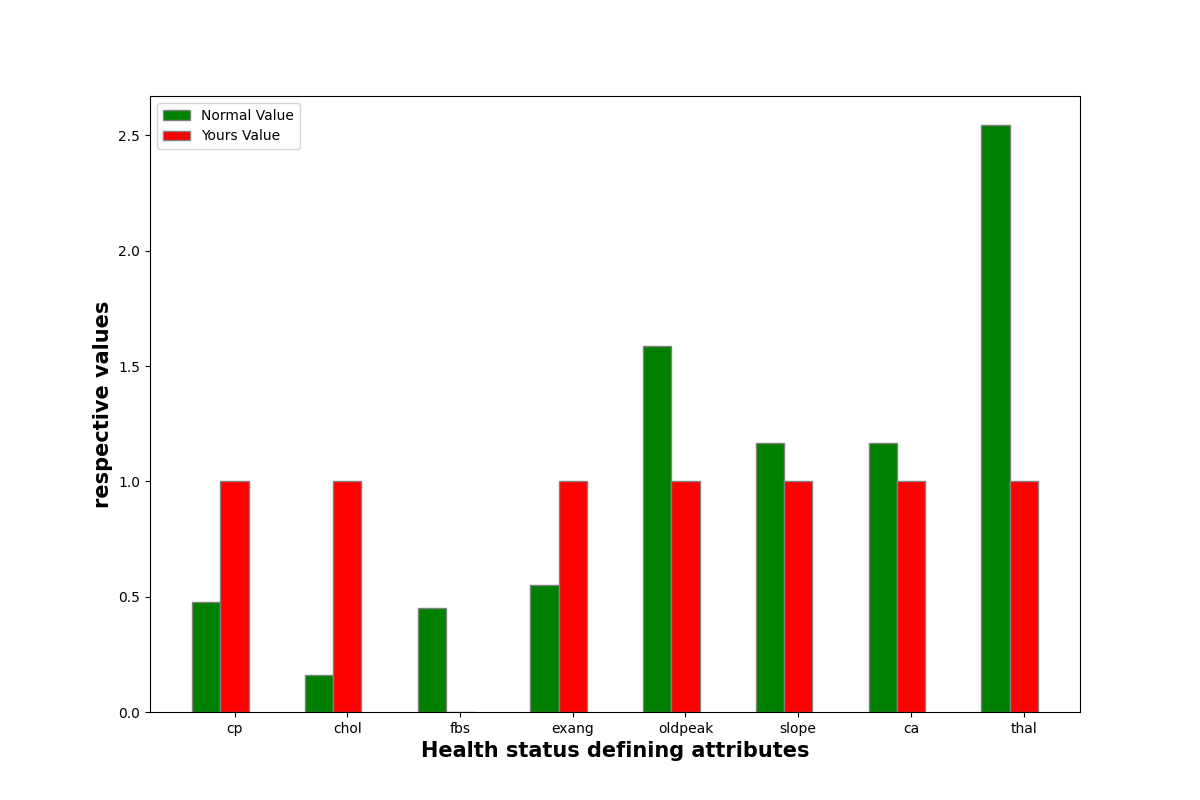 Normal Value
Yours Value
respective values
2.5
2.0
1.5
1.0
0.5
0.0
cp chol fbs exang oldpeak slope ca thal
Health status defining attributes